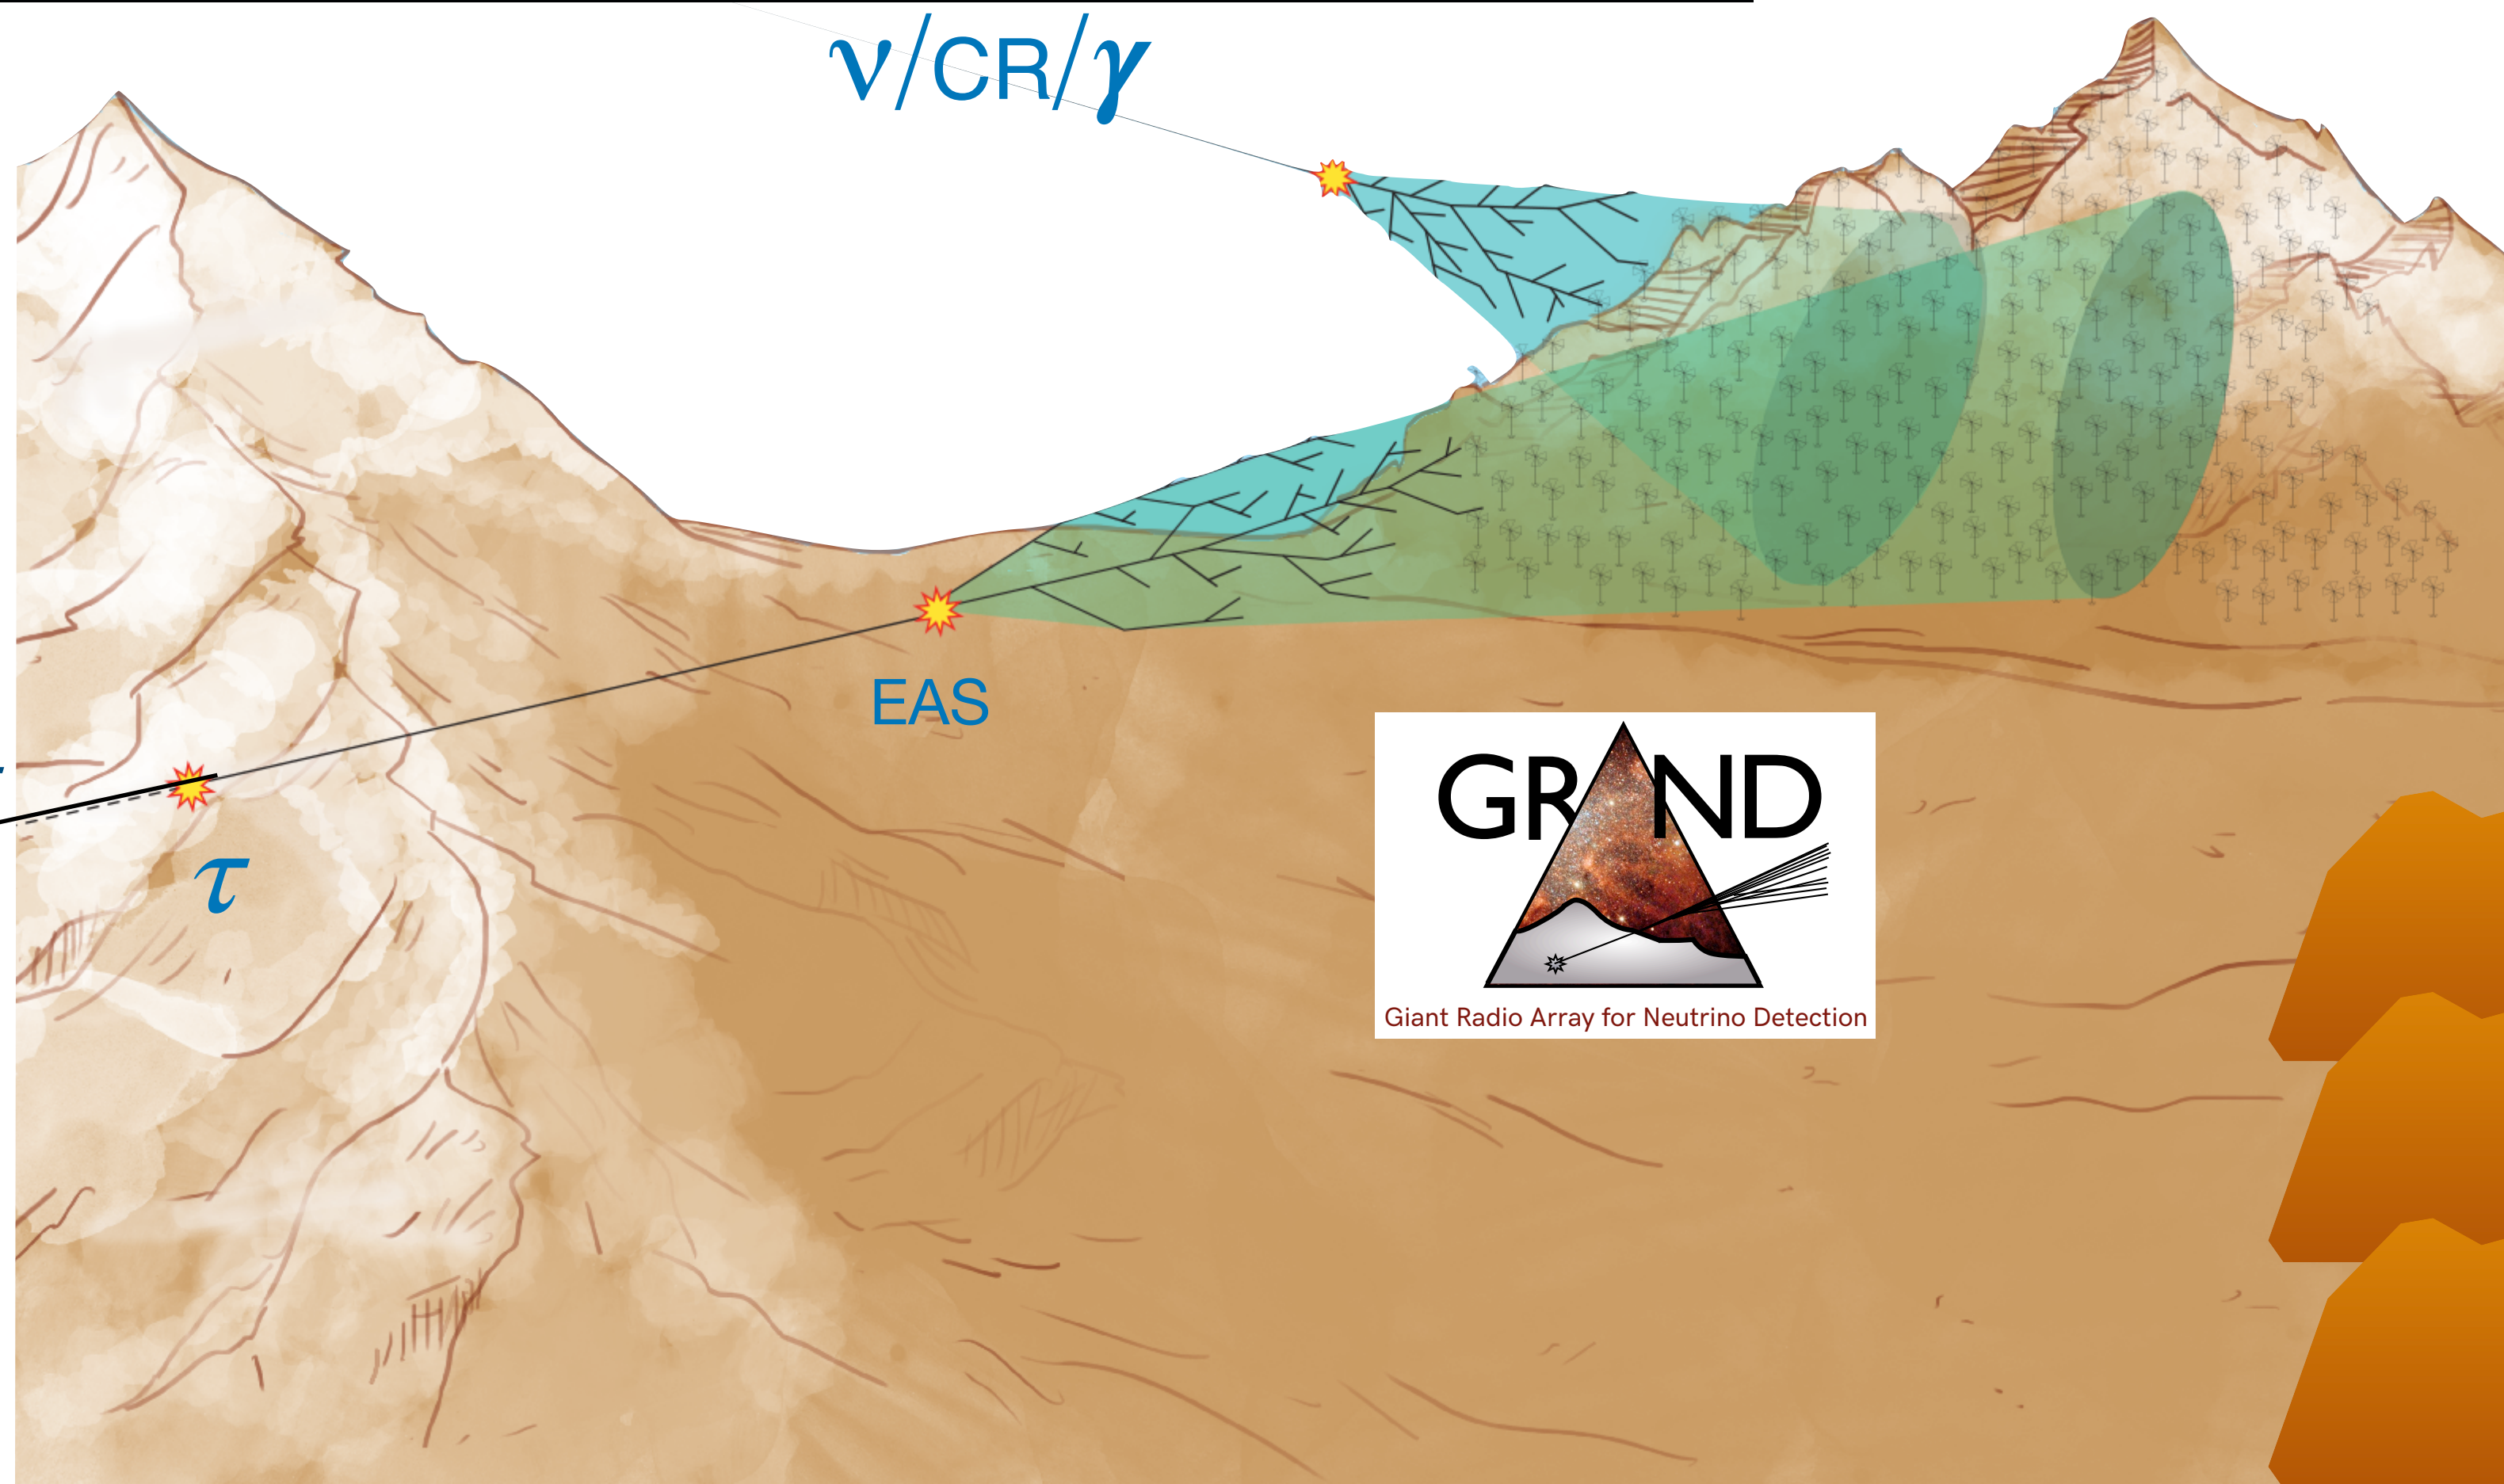 ν/CR/γ
EAS
τ
GRAND
Giant Radio Array for Neutrino Detection